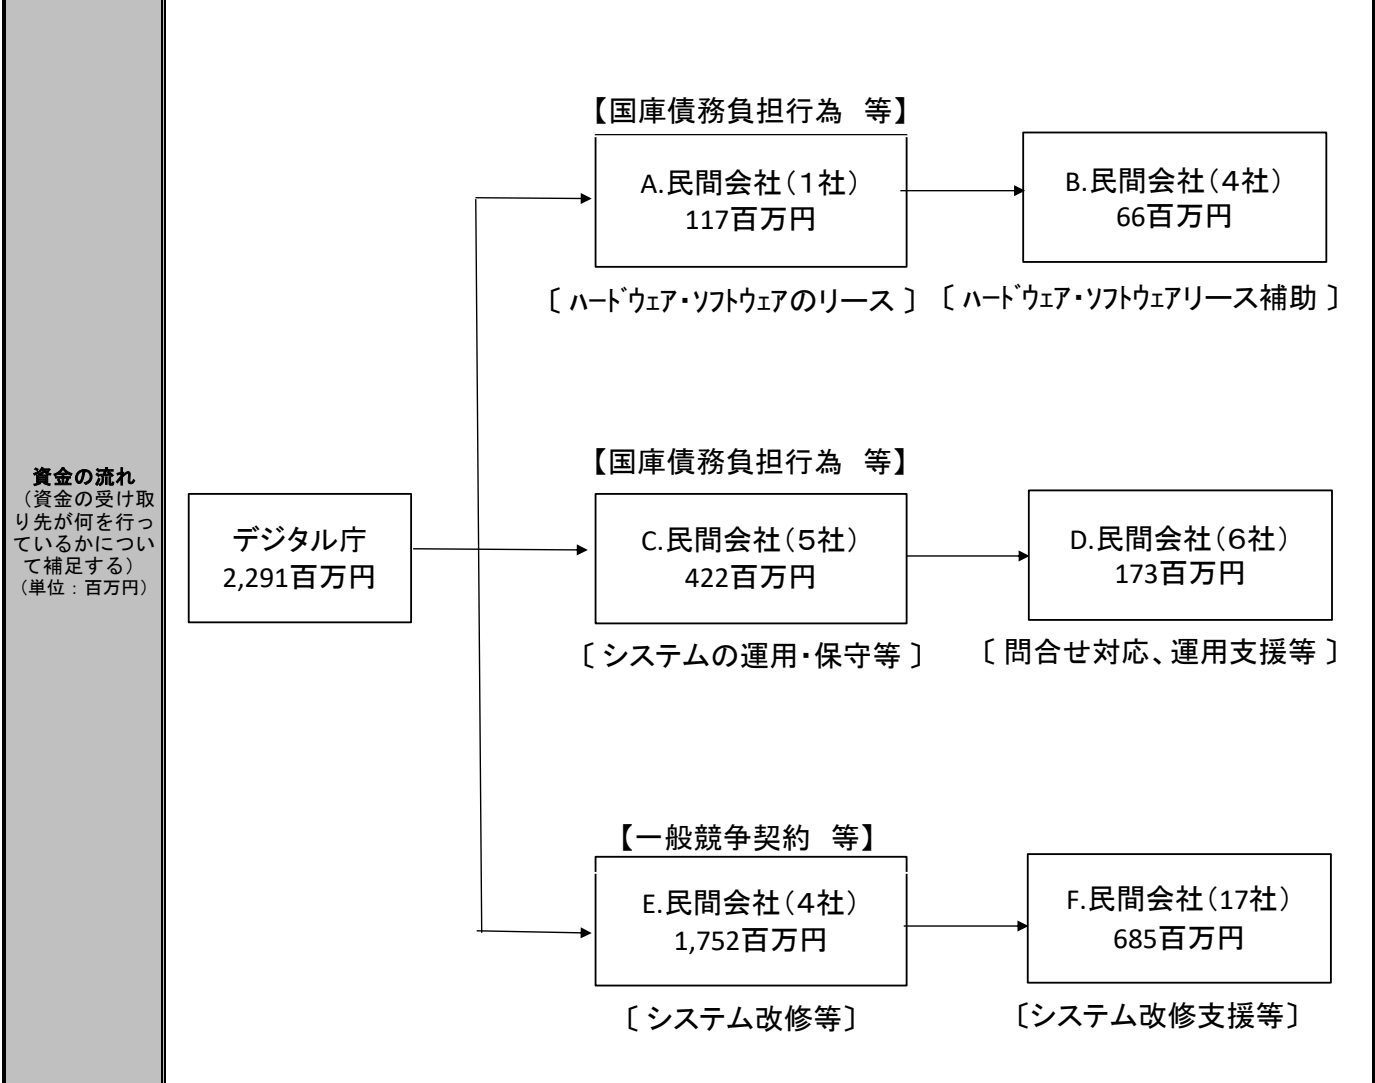 資金の流れ
（資金の受け取
り先が何を行っ
ているかについ
て補足する）
（単位：百万円）
デジタル庁
2,291百万円
【国庫債務負担行為　等】
A.民間会社（１社）
117百万円
〔 ﾊｰﾄﾞｳｪｱ・ｿﾌﾄｳｪｱのリース 〕
B.民間会社（４社）
66百万円
〔 ﾊｰﾄﾞｳｪｱ・ｿﾌﾄｳｪｱリース補助 〕
【国庫債務負担行為　等】
C.民間会社（５社）
422百万円
〔 システムの運用・保守等 〕
D.民間会社（６社）
173百万円
〔 問合せ対応、運用支援等 〕
【一般競争契約　等】
E.民間会社（４社）
1,752百万円
〔 システム改修等〕
F.民間会社（17社）
685百万円
〔システム改修支援等〕